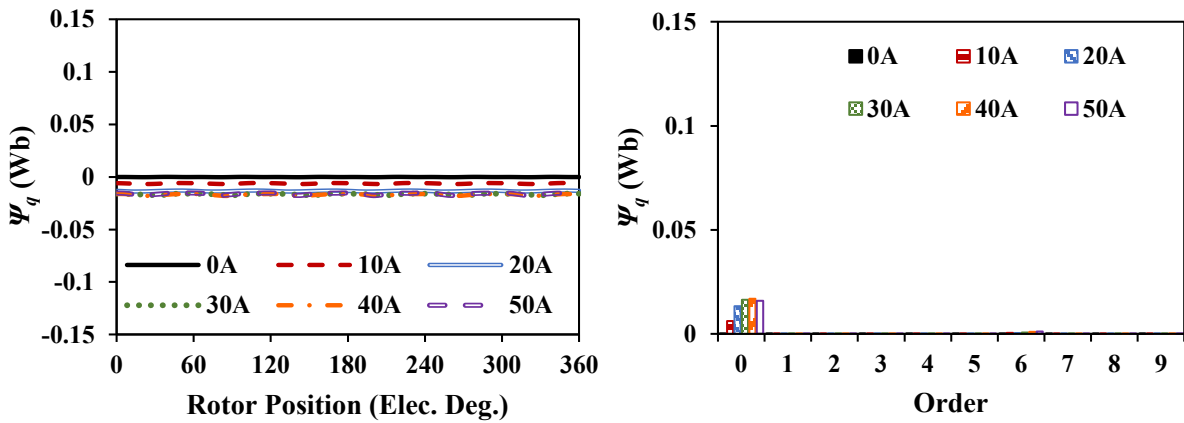 0.15
0.1
0.05
0
-0.05
-0.1
-0.15
Ψq (Wb)
0A 10A 20A
30A 40A 50A
0 60 120 180 240 300 360
Rotor Position (Elec. Deg.)
0.15
0.1
0.05
0
Ψq (Wb)
0A 10A 20A
30A 40A 50A
0 1 2 3 4 5 6 7 8 9
Order